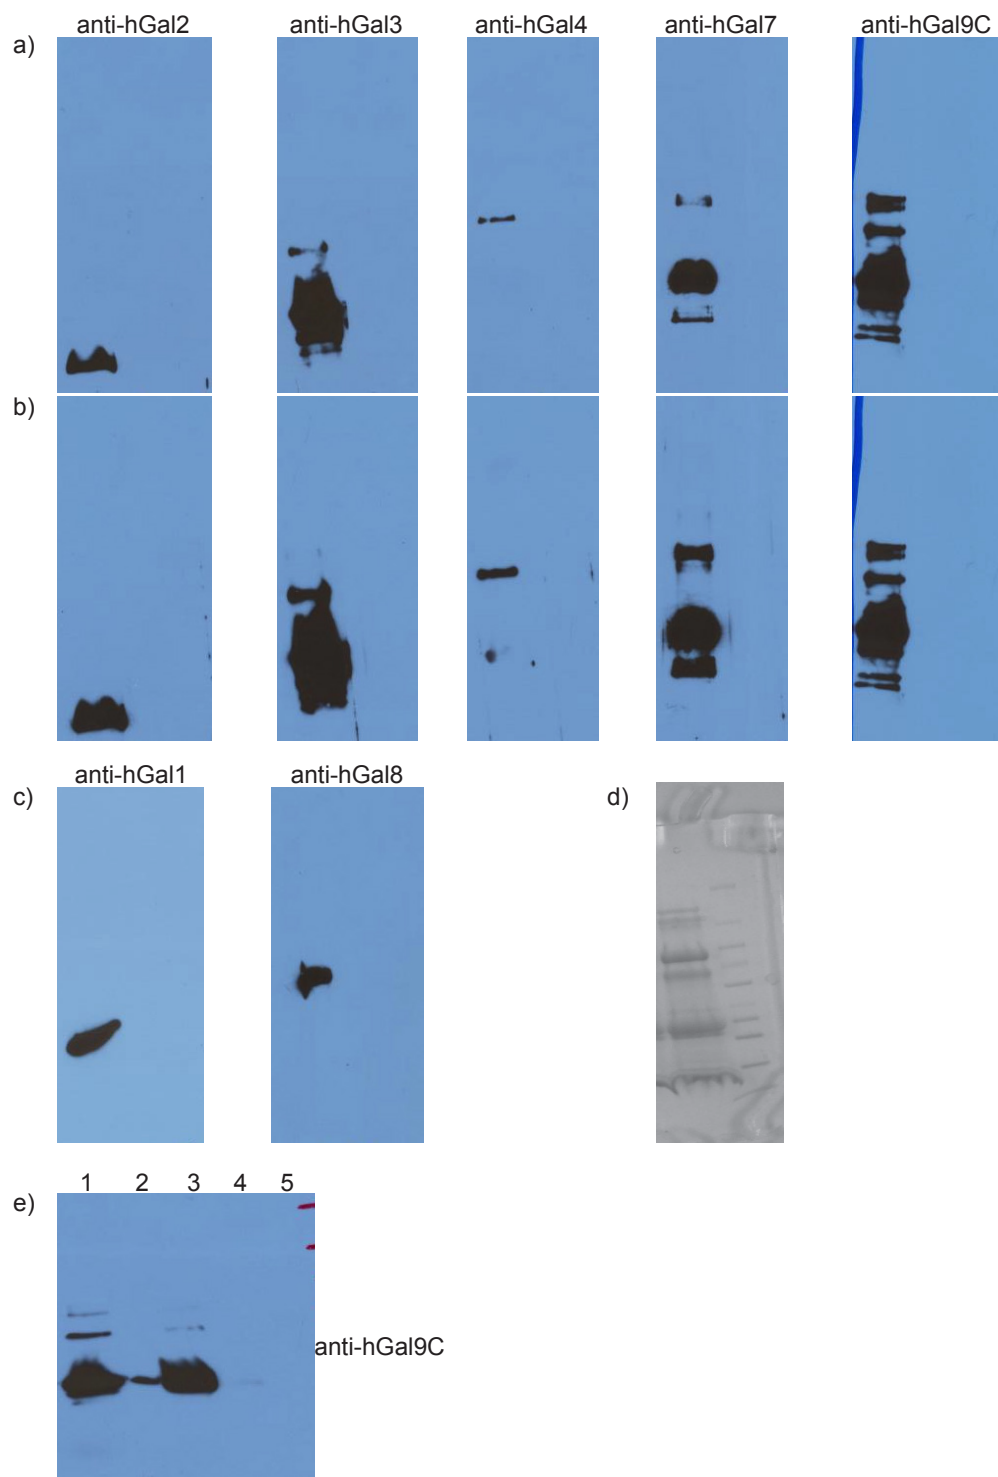 anti-hGal2 anti-hGal3 anti-hGal4 anti-hGal7 anti-hGal9C
a)
b)
anti-hGal1 anti-hGal8
c) d)
1 2 3 4 5
e)
anti-hGal9C